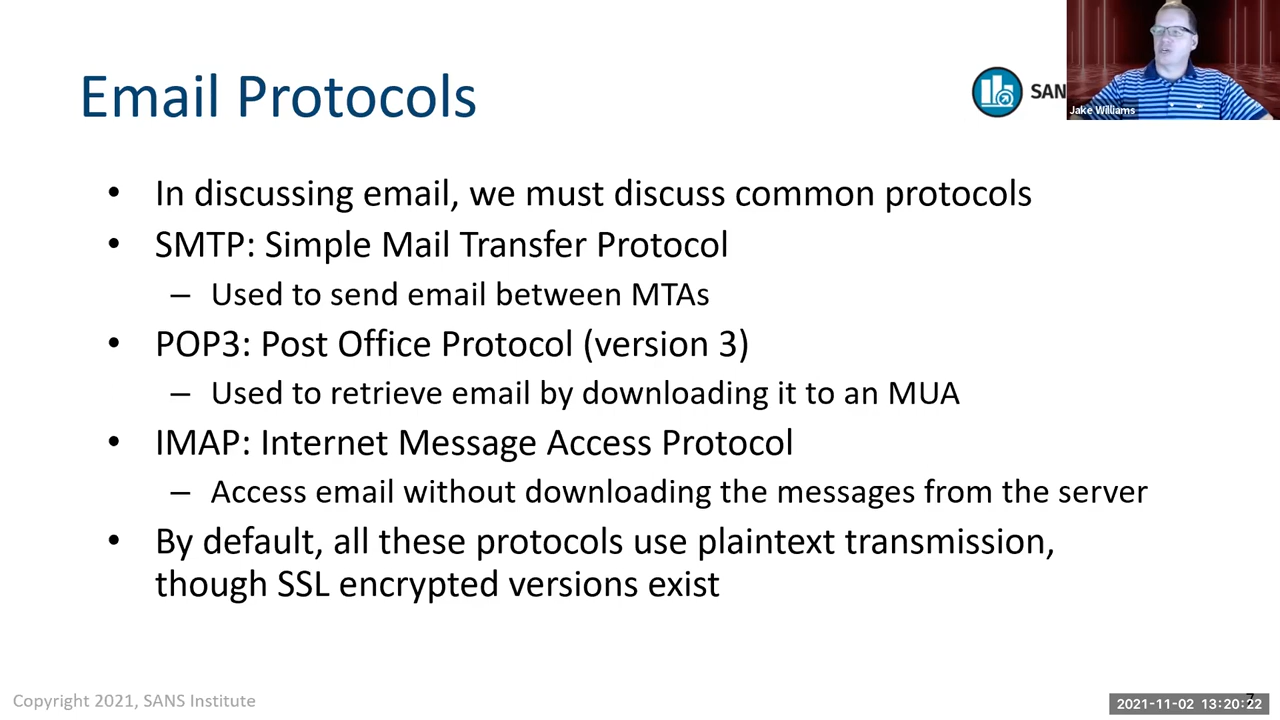 Email Protocols
SANS
Jake Williams
• In discussing email, we must discuss common protocols
• SMTP: Simple Mail Transfer Protocol
– Used to send email between MTAs
• POP3: Post Office Protocol (version 3)
– Used to retrieve email by downloading it to an MUA
• IMAP: Internet Message Access Protocol
– Access email without downloading the messages from the server
• By default, all these protocols use plaintext transmission,
though SSL encrypted versions exist
Copyright 2021, SANS Institute
7
2021-11-02 13:20:22